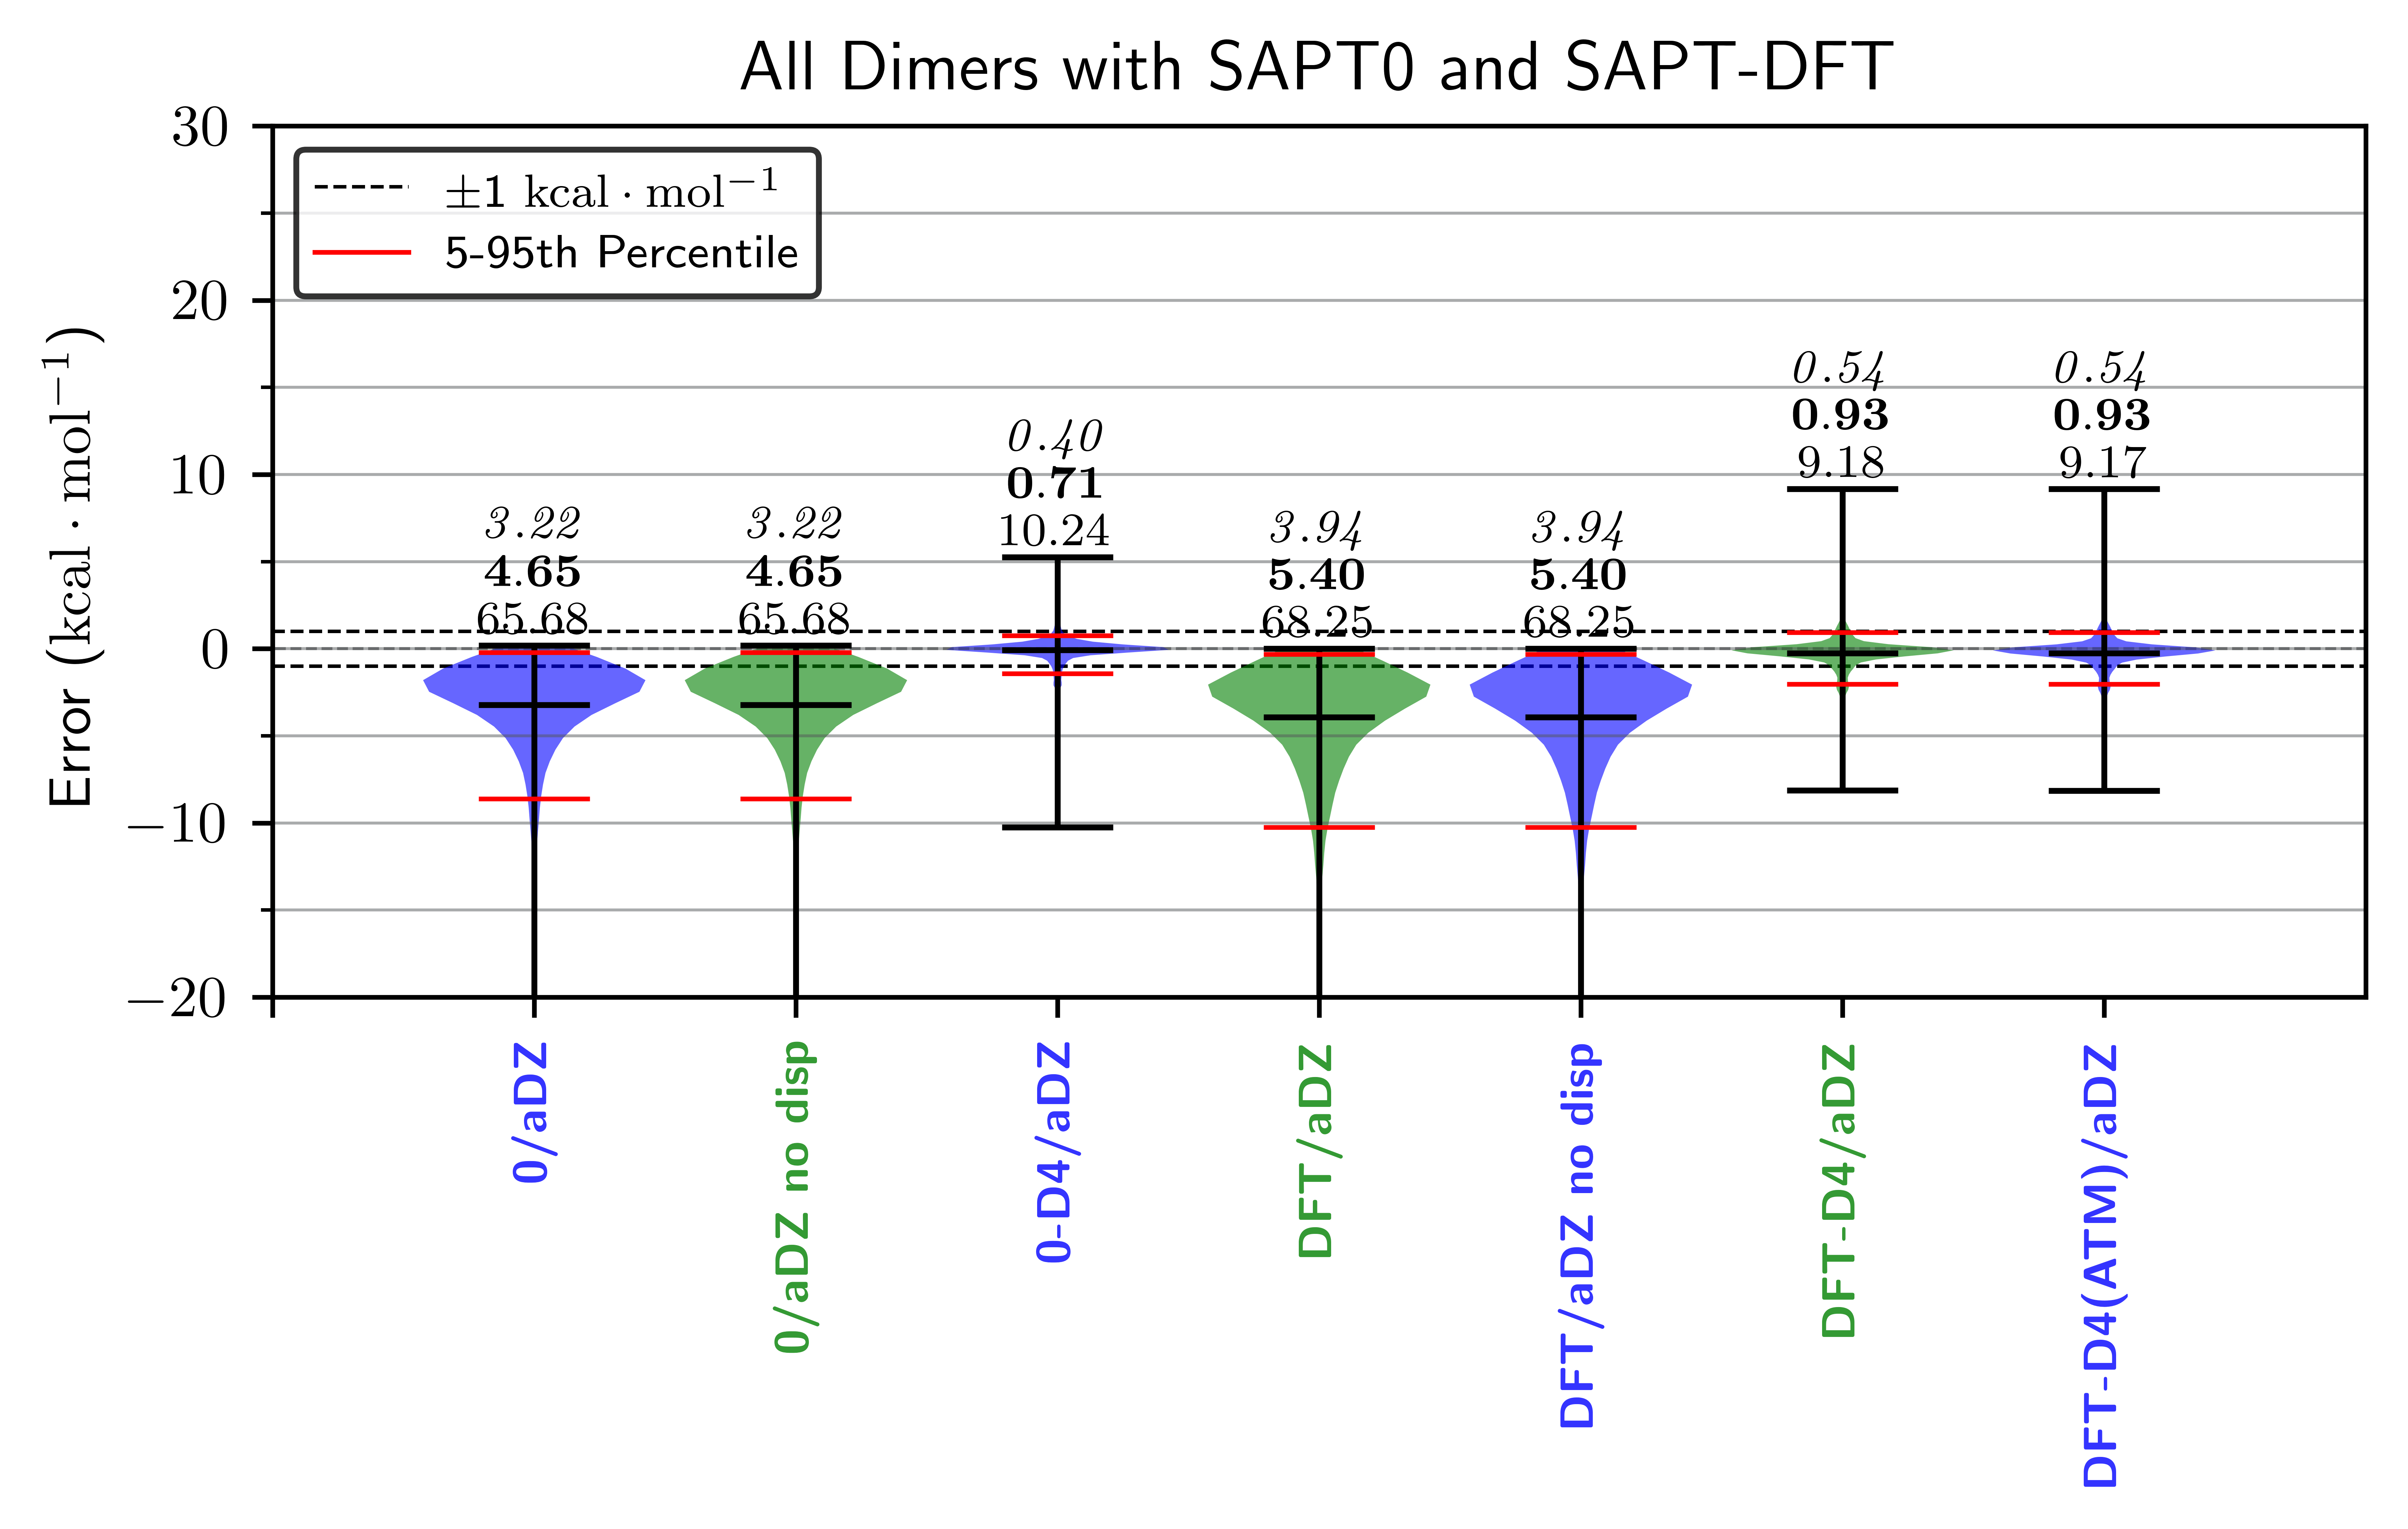 All Dimers with SAPT0 and SAPT-DFT
±1 kcal · mol⁻¹
5-95th Percentile
Error (kcal · mol⁻¹)
30
20
10
0
−10
−20
3.22
4.65
65.68
3.22
4.65
65.68
0.40
0.71
10.24
3.94
5.40
68.25
3.94
5.40
68.25
0.54
0.93
9.18
0.54
0.93
9.17
0/aDZ
0/aDZ no disp
0-D4/aDZ
DFT/aDZ
DFT/aDZ no disp
DFT-D4/aDZ
DFT-D4(ATM)/aDZ